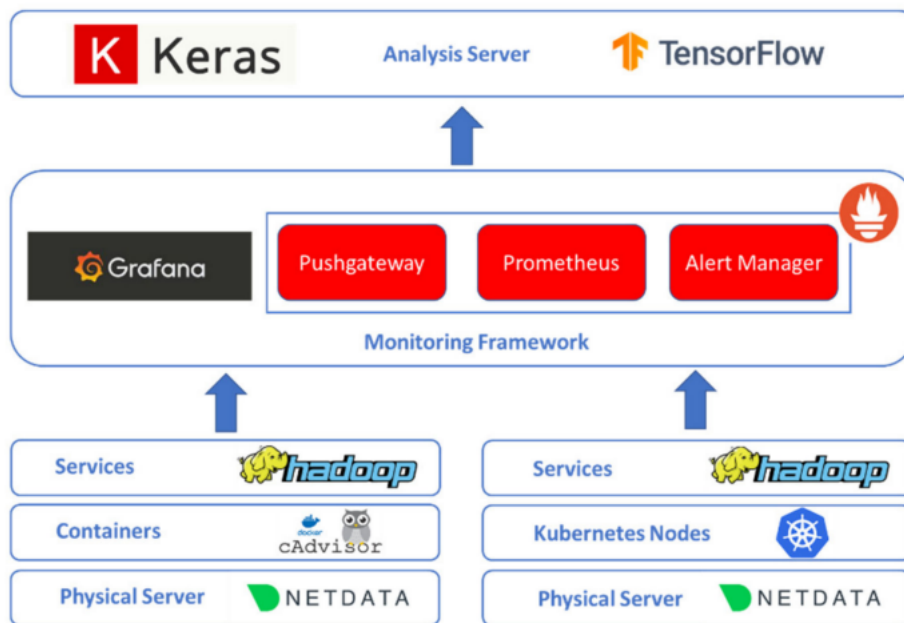 K Keras
Analysis Server
TensorFlow
Grafana
Pushgateway
Prometheus
Alert Manager
Monitoring Framework
Services
hadoop
Containers
docker
cAdvisor
Physical Server
NETDATA
Services
hadoop
Kubernetes Nodes
Physical Server
NETDATA